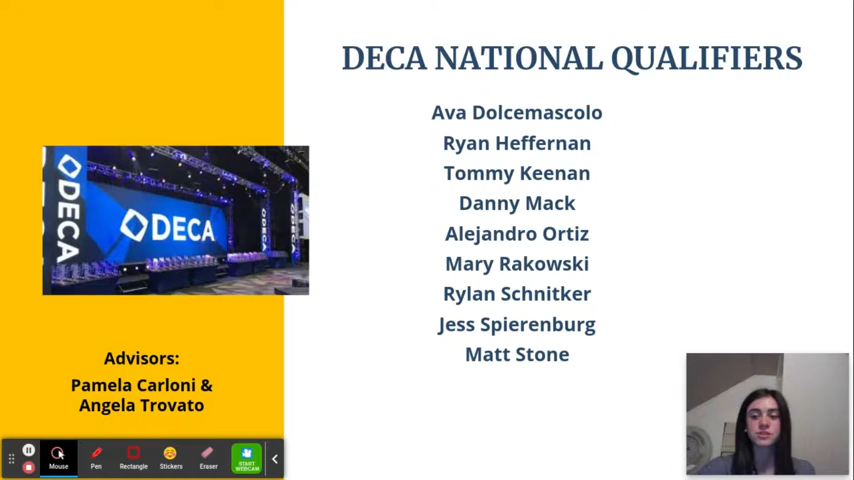 DECA NATIONAL QUALIFIERS
Ava Dolcemascolo
Ryan Heffernan
Tommy Keenan
Danny Mack
Alejandro Ortiz
Mary Rakowski
Rylan Schnitker
Jess Spierenburg
Matt Stone
DECA
DECA
DECA
Advisors:
Pamela Carloni &
Angela Trovato
Mouse
Pen
Rectangle
Stickers
Eraser
START
WEBCAM